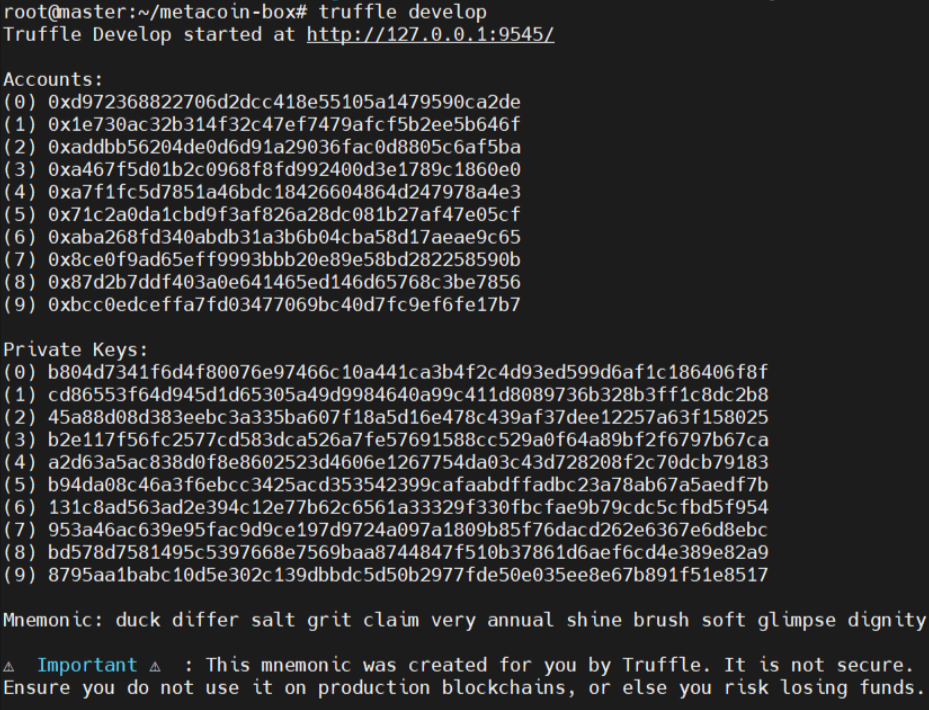 root@master:~/metacoin-box# truffle develop
Truffle Develop started at http://127.0.0.1:9545/
Accounts:
(0) 0xd972368822706d2dcc418e55105a1479590ca2de
(1) 0x1e730ac32b314f32c47ef7479afcf5b2ee5b646f
(2) 0xaddbb56204de0d6d91a29036fac0d8805c6af5ba
(3) 0xa467f5d01b2c0968f8fd992400d3e1789c1860e0
(4) 0xa7f1fc5d7851a46bdc18426604864d247978a4e3
(5) 0x71c2a0da1cbd9f3af826a28dc081b27af47e05cf
(6) 0xaba268fd340abdb31a3b6b04cba58d17aeae9c65
(7) 0x8ce0f9ad65eff9993bbb20e89e58bd282258590b
(8) 0x87d2b7ddf403a0e641465ed146d65768c3be7856
(9) 0xbcc0edceffa7fd03477069bc40d7fc9ef6fe17b7
Private Keys:
(0) b804d7341f6d4f80076e97466c10a441ca3b4f2c4d93ed599d6af1c186406f8f
(1) cd86553f64d945d1d65305a49d9984640a99c411d8089736b328b3ff1c8dc2b8
(2) 45a88d08d383eebc3a335ba607f18a5d16e478c439af37dee12257a63f158025
(3) b2e117f56fc2577cd583dca526a7fe57691588cc529a0f64a89bf2f6797b67ca
(4) a2d63a5ac838d0f8e8602523d4606e1267754da03c43d728208f2c70dcb79183
(5) b94da08c46a3f6ebcc3425acd353542399cafaabdffadbc23a78ab67a5aedf7b
(6) 131c8ad563ad2e394c12e77b62c6561a33329f330fbcfae9b79cdc5cfbd5f954
(7) 953a46ac639e95fac9d9ce197d9724a097a1809b85f76dacd262e6367e6d8ebc
(8) bd578d7581495c5397668e7569baa8744847f510b37861d6aef6cd4e389e82a9
(9) 8795aa1babc10d5e302c139dbbdc5d50b2977fde50e035ee8e67b891f51e8517
Mnemonic: duck differ salt grit claim very annual shine brush soft glimpse dignity
⚠ Important ⚠ : This mnemonic was created for you by Truffle. It is not secure.
Ensure you do not use it on production blockchains, or else you risk losing funds.